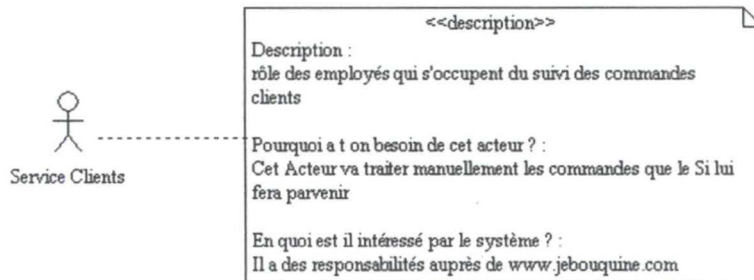 <<description>>
Description :
rôle des employés qui s'occupent du suivi des commandes
clients
Pourquoi a t on besoin de cet acteur ? :
Cet Acteur va traiter manuellement les commandes que le Si lui
fera parvenir
Service Clients
En quoi est il intéressé par le système ? :
Il a des responsabilités auprès de www.jebouquine.com